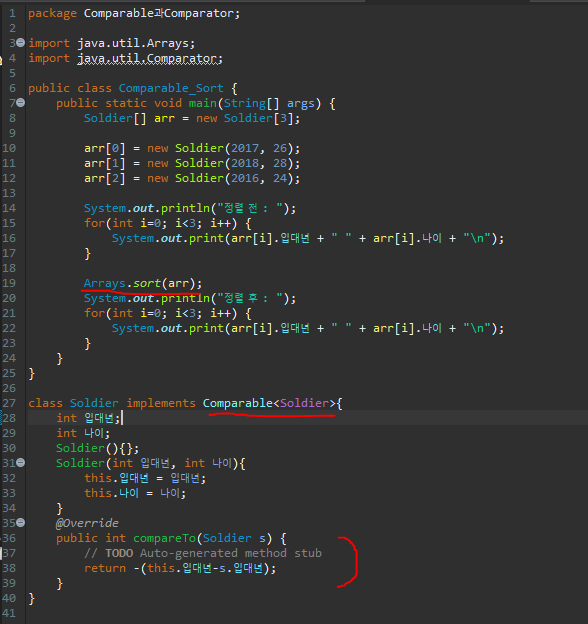 1 package Comparable과Comparator;
2
3 import java.util.Arrays;
4 import java.util.Comparator;
5
6 public class Comparable_Sort {
7     public static void main(String[] args) {
8         Soldier[] arr = new Soldier[3];
9
10         arr[0] = new Soldier(2017, 26);
11         arr[1] = new Soldier(2018, 28);
12         arr[2] = new Soldier(2016, 24);
13
14         System.out.println("정렬 전 : ");
15         for(int i=0; i<3; i++) {
16             System.out.print(arr[i].입대년 + " " + arr[i].나이 + "\n");
17         }
18
19         Arrays.sort(arr);
20         System.out.println("정렬 후 : ");
21         for(int i=0; i<3; i++) {
22             System.out.print(arr[i].입대년 + " " + arr[i].나이 + "\n");
23         }
24     }
25 }
26
27 class Soldier implements Comparable<Soldier>{
28     int 입대년;
29     int 나이;
30     Soldier(){};
31     Soldier(int 입대년, int 나이){
32         this.입대년 = 입대년;
33         this.나이 = 나이;
34     }
35     @Override
36     public int compareTo(Soldier s) {
37         // TODO Auto-generated method stub
38         return -(this.입대년-s.입대년);
39     }
40 }
41